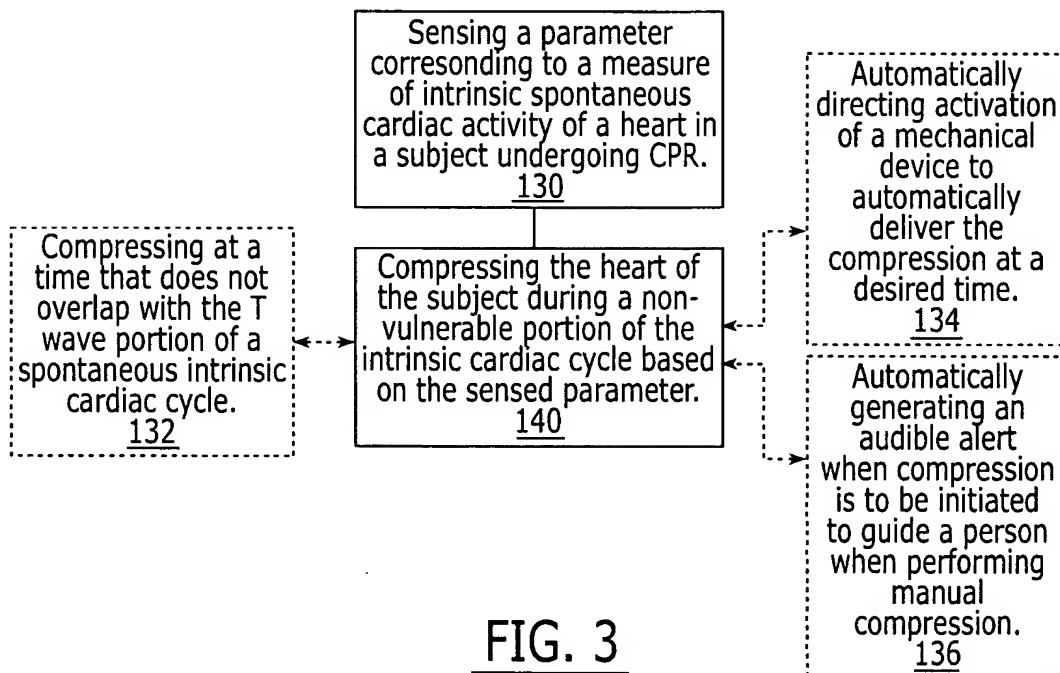 Sensing a parameter
corresonding to a measure
of intrinsic spontaneous
cardiac activity of a heart in
a subject undergoing CPR.
130
Compressing at a
time that does not
overlap with the T
wave portion of a
spontaneous intrinsic
cardiac cycle.
132
Compressing the heart of
the subject during a non-
vulnerable portion of the
intrinsic cardiac cycle based
on the sensed parameter.
140
Automatically
directing activation
of a mechanical
device to
automatically
deliver the
compression at a
desired time.
134
Automatically
generating an
audible alert
when compression
is to be initiated
to guide a person
when performing
manual
compression.
136
FIG. 3